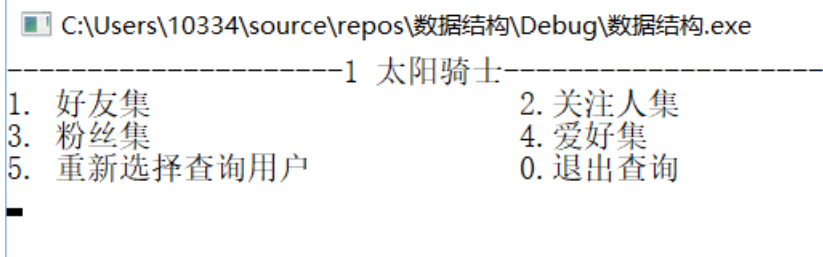 C:\Users\10334\source\repos\数据结构\Debug\数据结构.exe
---------------------1 太阳骑士--------------------
1. 好友集 2.关注人集
3. 粉丝集 4.爱好集
5. 重新选择查询用户 0.退出查询